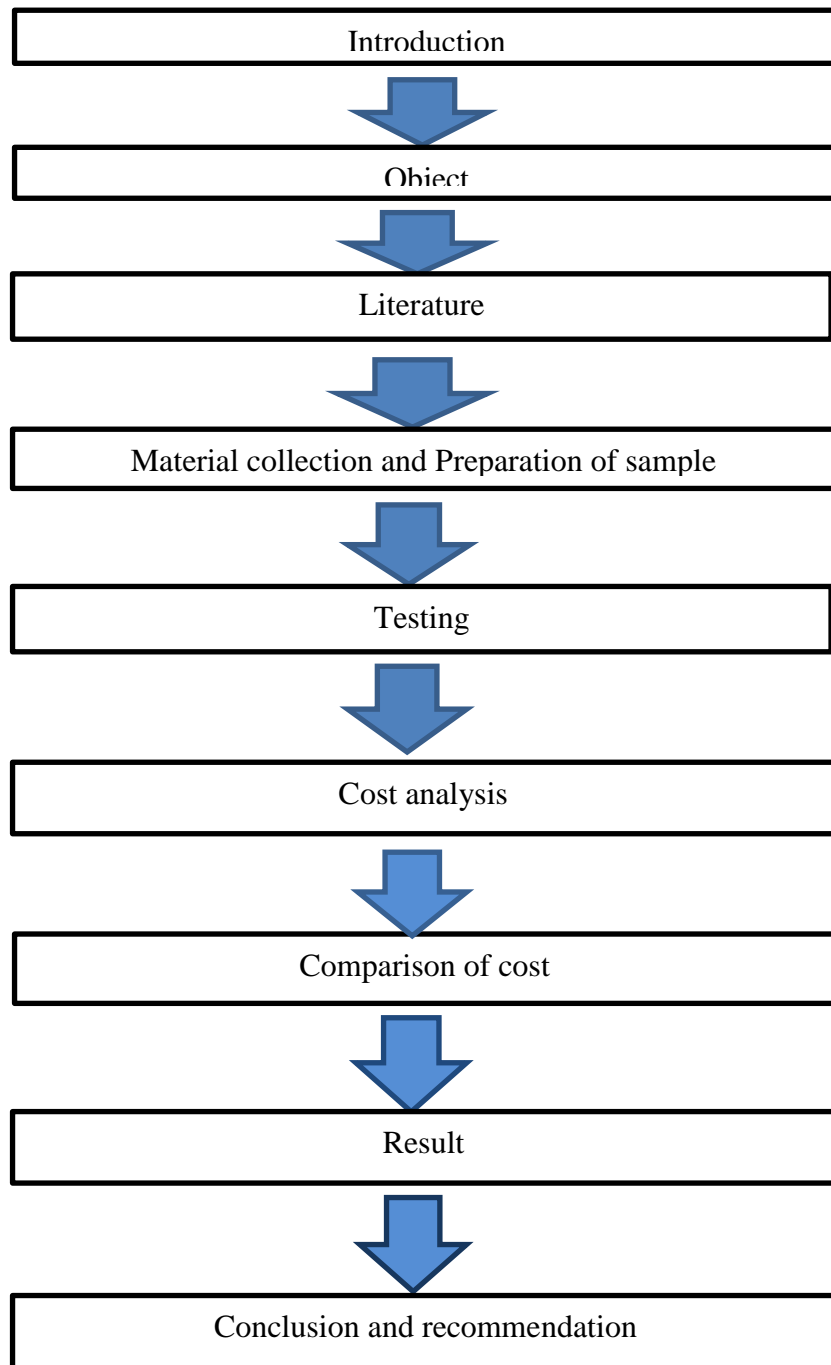 Introduction
Object
Literature
Material collection and Preparation of sample
Testing
Cost analysis
Comparison of cost
Result
Conclusion and recommendation